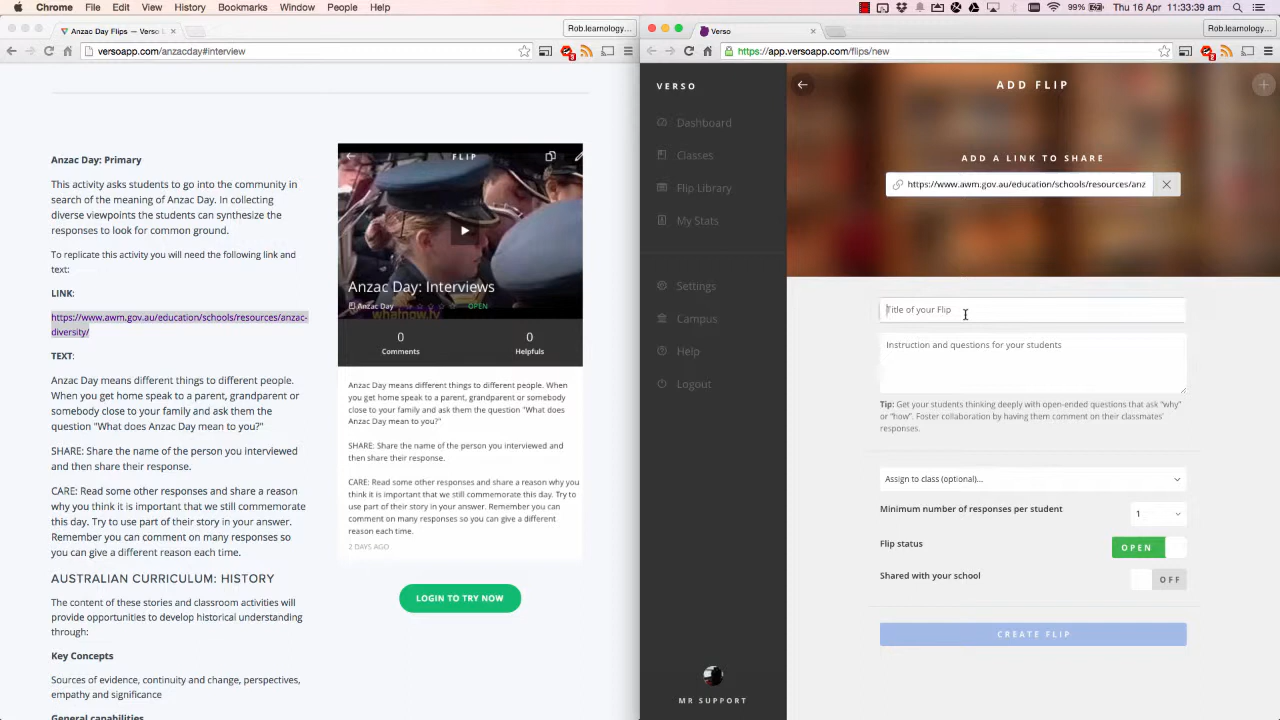 Chrome File Edit View History Bookmarks Window People Help
99% Thu 16 Apr 11:33:39 am
Anzac Day Flips — Verso L
Rob.learnology...
versoapp.com/anzacday#interview
Anzac Day: Primary
This activity asks students to go into the community in
search of the meaning of Anzac Day. In collecting
diverse viewpoints the students can synthesize the
responses to look for common ground.
To replicate this activity you will need the following link and
text:
LINK:
https://www.awm.gov.au/education/schools/resources/anzac-
diversity/
TEXT:
Anzac Day means different things to different people.
When you get home speak to a parent, grandparent or
somebody close to your family and ask them the
question "What does Anzac Day mean to you?"
SHARE: Share the name of the person you interviewed
and then share their response.
CARE: Read some other responses and share a reason
why you think it is important that we still commemorate
this day. Try to use part of their story in your answer.
Remember you can comment on many responses so
you can give a different reason each time.
AUSTRALIAN CURRICULUM: HISTORY
The content of these stories and classroom activities will
provide opportunities to develop historical understanding
through:
Key Concepts
Sources of evidence, continuity and change, perspectives,
empathy and significance
General capabilities
FLIP
Anzac Day: Interviews
Anzac Day OPEN
whatnow.tv
0 0
Comments Helpfuls
Anzac Day means different things to different people. When
you get home speak to a parent, grandparent or somebody
close to your family and ask them the question "What does
Anzac Day mean to you?"
SHARE: Share the name of the person you interviewed and
then share their response.
CARE: Read some other responses and share a reason why you
think it is important that we still commemorate this day. Try to
use part of their story in your answer. Remember you can
comment on many responses so you can give a different
reason each time.
2 DAYS AGO
LOGIN TO TRY NOW
Verso
Rob.learnology...
https://app.versoapp.com/flips/new
VERSO
Dashboard
Classes
Flip Library
My Stats
Settings
Campus
Help
Logout
MR SUPPORT
ADD FLIP
ADD A LINK TO SHARE
https://www.awm.gov.au/education/schools/resources/anz
Title of your Flip
Instruction and questions for your students
Tip: Get your students thinking deeply with open-ended questions that ask "why"
or "how". Foster collaboration by having them comment on their classmates'
responses.
Assign to class (optional)...
Minimum number of responses per student 1
Flip status OPEN
Shared with your school OFF
CREATE FLIP